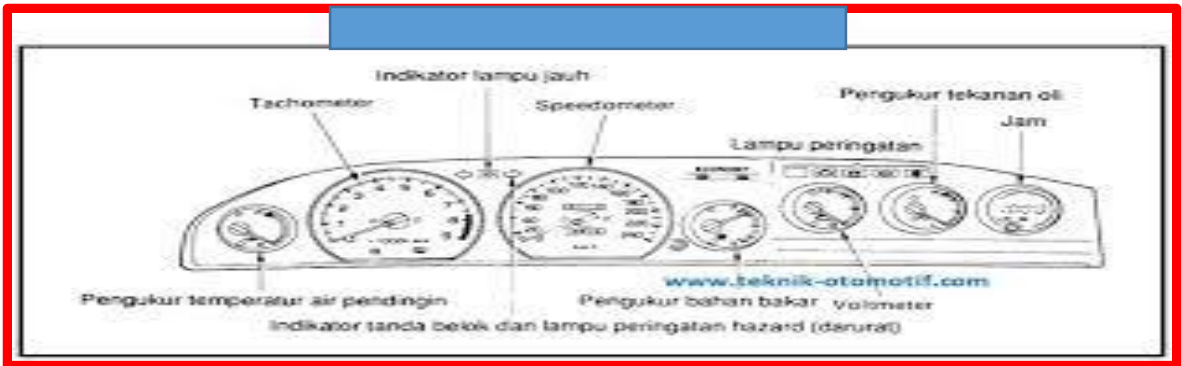 Indikator lampu jauh
Tachometer
Speedometer
Pengukur tekanan oli
Jam
Lampu peringatan
www.teknik-otomotif.com
Pengukur temperatur air pendingin
Pengukur bahan bakar
Voltmeter
Indikator tanda belok dan lampu peringatan hazard (darurat)